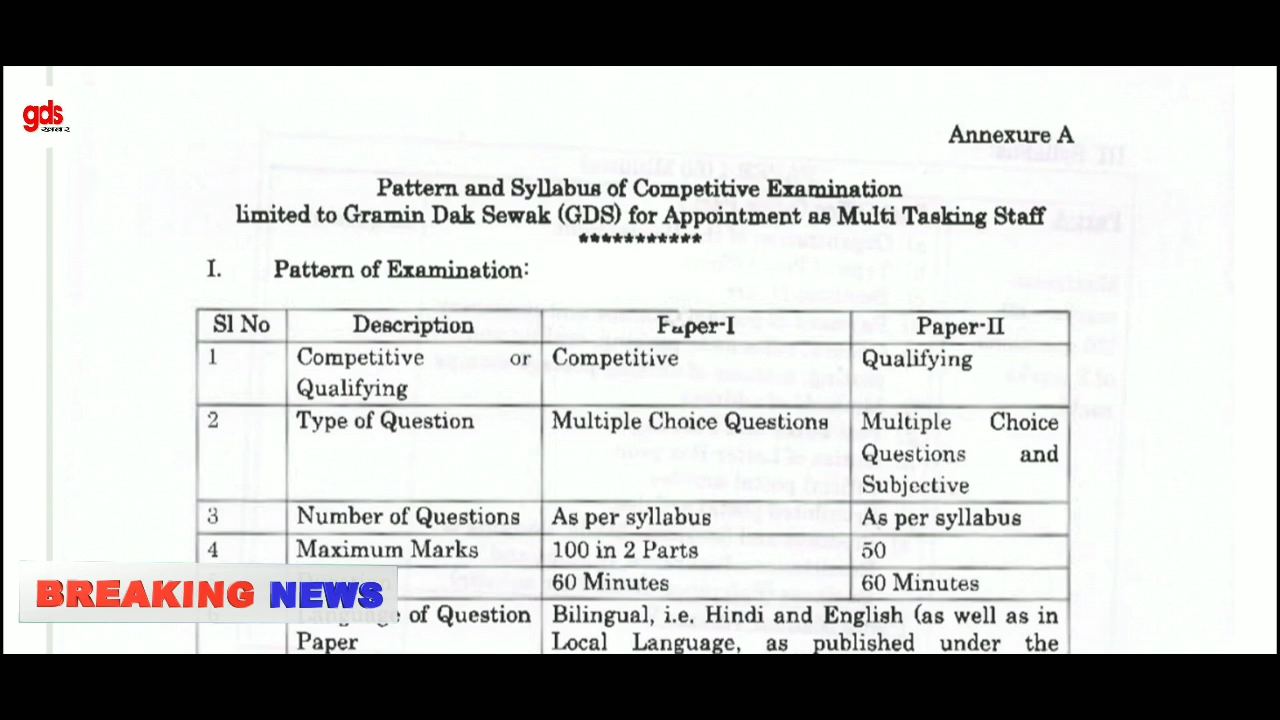 gds
खबर
Annexure A
Pattern and Syllabus of Competitive Examination
limited to Gramin Dak Sewak (GDS) for Appointment as Multi Tasking Staff
***********
I. Pattern of Examination:
Sl No Description Paper-I Paper-II
1 Competitive or Qualifying Competitive Qualifying
2 Type of Question Multiple Choice Questions Multiple Choice Questions and Subjective
3 Number of Questions As per syllabus As per syllabus
4 Maximum Marks 100 in 2 Parts 50
60 Minutes 60 Minutes
BREAKING NEWS
of Question Paper Bilingual, i.e. Hindi and English (as well as in
Local Language, as published under the